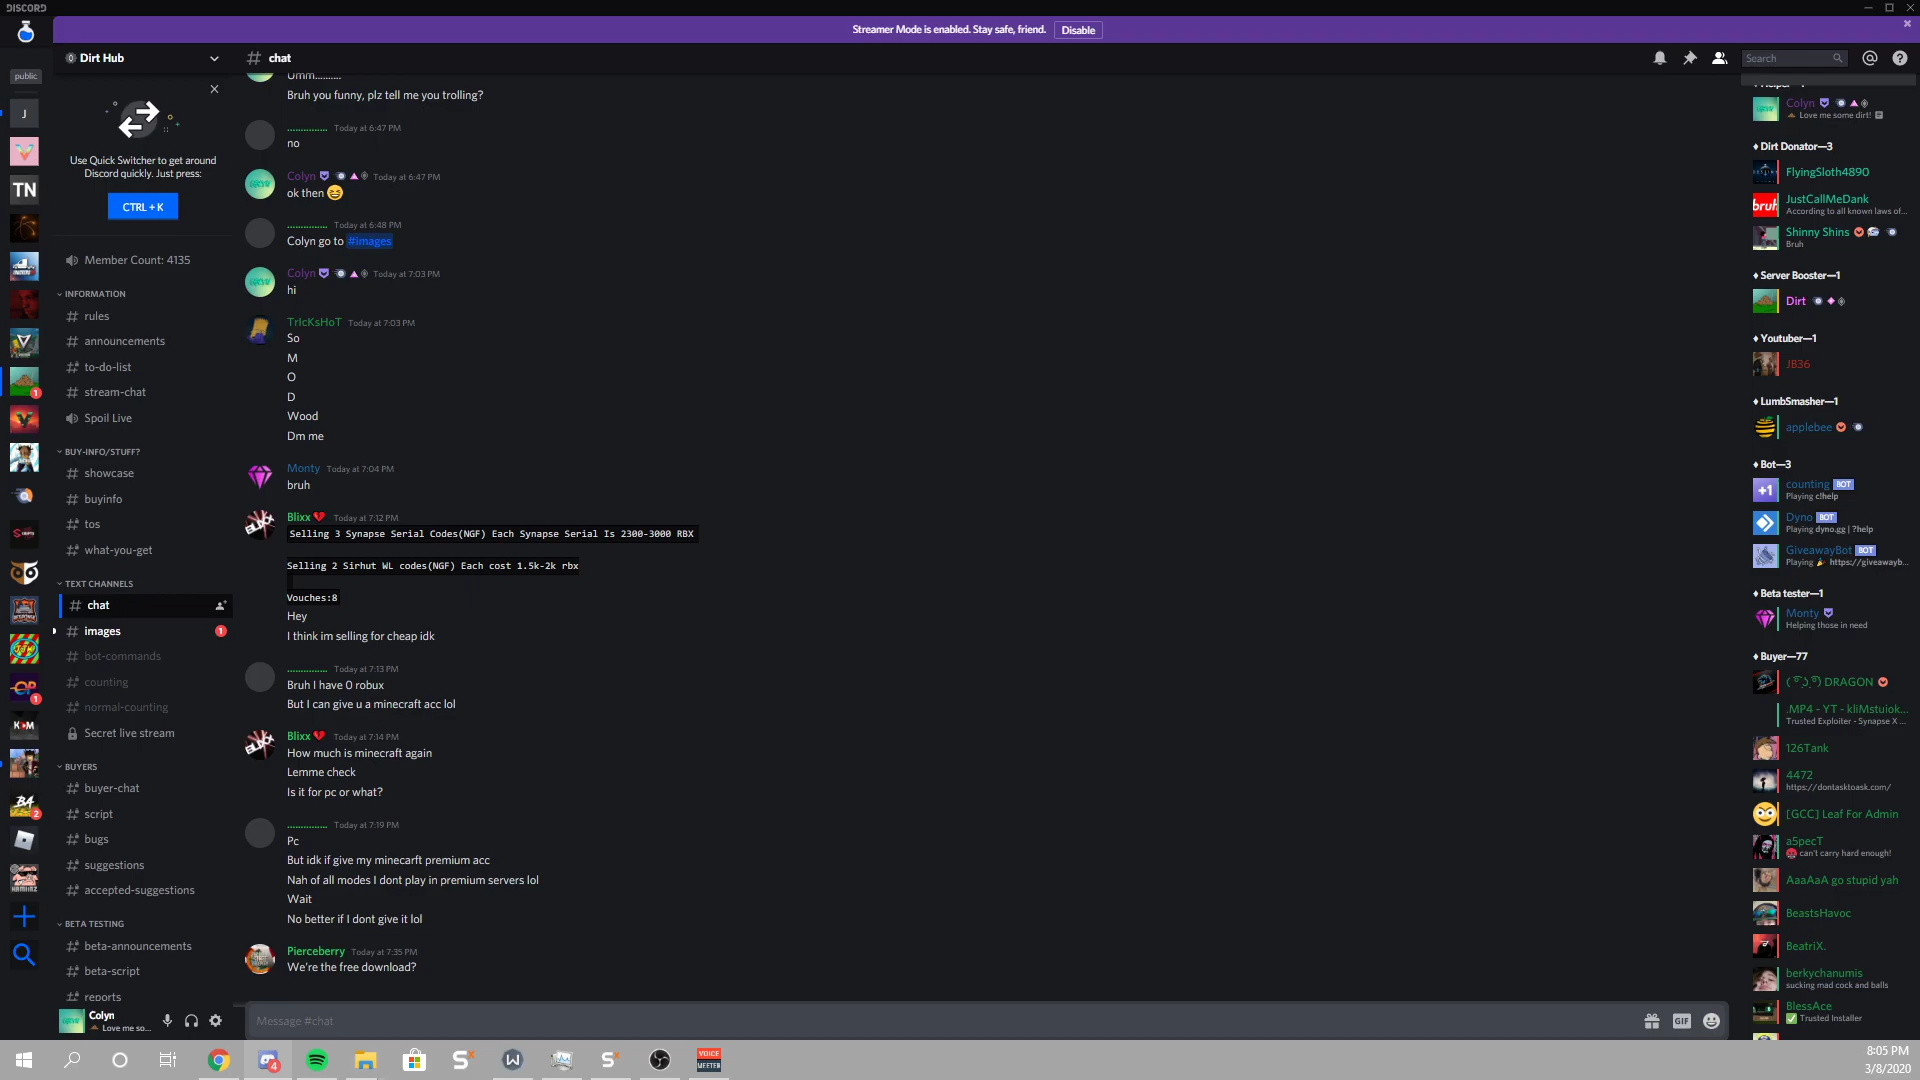 DISCORD
Streamer Mode is enabled. Stay safe, friend.
Disable
public
J
TN
Dirt Hub
Use Quick Switcher to get around
Discord quickly. Just press:
CTRL + K
Member Count: 4135
INFORMATION
rules
announcements
to-do-list
stream-chat
Spoil Live
BUY-INFO/STUFF?
showcase
buyinfo
tos
what-you-get
TEXT CHANNELS
chat
images
1
bot-commands
counting
normal-counting
Secret live stream
BUYERS
buyer-chat
script
bugs
suggestions
accepted-suggestions
BETA TESTING
beta-announcements
beta-script
reports
Colyn
Love me so...
# chat
Search
Umm..........
Bruh you funny, plz tell me you trolling?
............... Today at 6:47 PM
no
Colyn Today at 6:47 PM
ok then 😆
............... Today at 6:48 PM
Colyn go to #images
Colyn Today at 7:03 PM
hi
TrIcKsHoT Today at 7:03 PM
So
M
O
D
Wood
Dm me
Monty Today at 7:04 PM
bruh
Blixx💔 Today at 7:12 PM
Selling 3 Synapse Serial Codes(NGF) Each Synapse Serial Is 2300-3000 RBX
Selling 2 Sirhut WL codes(NGF) Each cost 1.5k-2k rbx
Vouches:8
Hey
I think im selling for cheap idk
............... Today at 7:13 PM
Bruh I have 0 robux
But I can give u a minecraft acc lol
Blixx💔 Today at 7:14 PM
How much is minecraft again
Lemme check
Is it for pc or what?
............... Today at 7:19 PM
Pc
But idk if give my minecarft premium acc
Nah of all modes I dont play in premium servers lol
Wait
No better if I dont give it lol
Pierceberry Today at 7:35 PM
We're the free download?
Message #chat
GIF
Colyn
Love me some dirt!
♦ Dirt Donator—3
FlyingSloth4890
JustCallMeDank
According to all known laws of...
Shinny Shins
Bruh
♦ Server Booster—1
Dirt
♦ Youtuber—1
JB36
♦ LumbSmasher—1
applebee
♦ Bot—3
counting BOT
Playing c!help
Dyno BOT
Playing dyno.gg | ?help
GiveawayBot BOT
Playing 🎉 https://giveawayb...
♦ Beta tester—1
Monty
Helping those in need
♦ Buyer—77
( ͡° ͜ʖ ͡°) DRAGON
.MP4 - YT - kliMstuiok...
Trusted Exploiter - Synapse X ...
126Tank
4472
https://dontasktoask.com/
[GCC] Leaf For Admin
a5pecT
can't carry hard enough!
AaaAaA go stupid yah
BeastsHavoc
BeatriX.
berkychanumis
sucking mad cock and balls
BlessAce
✅ Trusted Installer
VOICE
MEETER
8:05 PM
3/8/2020